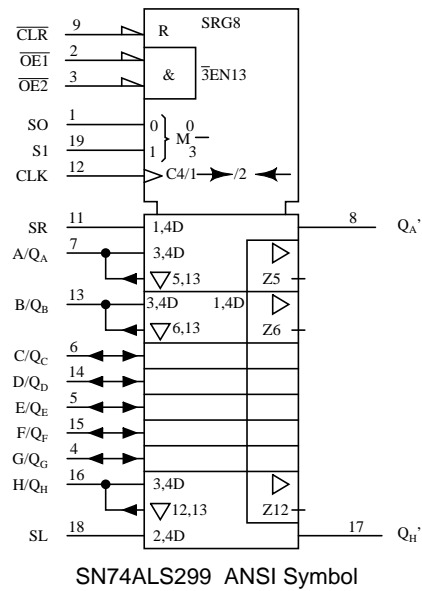 SRG8
CLR 9 R
OE1 2
& 3EN13
OE2 3
SO 1 0 M 0
S1 19 1 3
CLK 12 C4/1 /2
SR 11 1,4D 8 QA'
A/QA 7 3,4D
5,13 Z5
B/QB 13 3,4D 1,4D
6,13 Z6
C/QC 6
D/QD 14
E/QE 5
F/QF 15
G/QG 4
H/QH 16 3,4D
12,13 Z12
SL 18 2,4D 17 QH'
SN74ALS299 ANSI Symbol